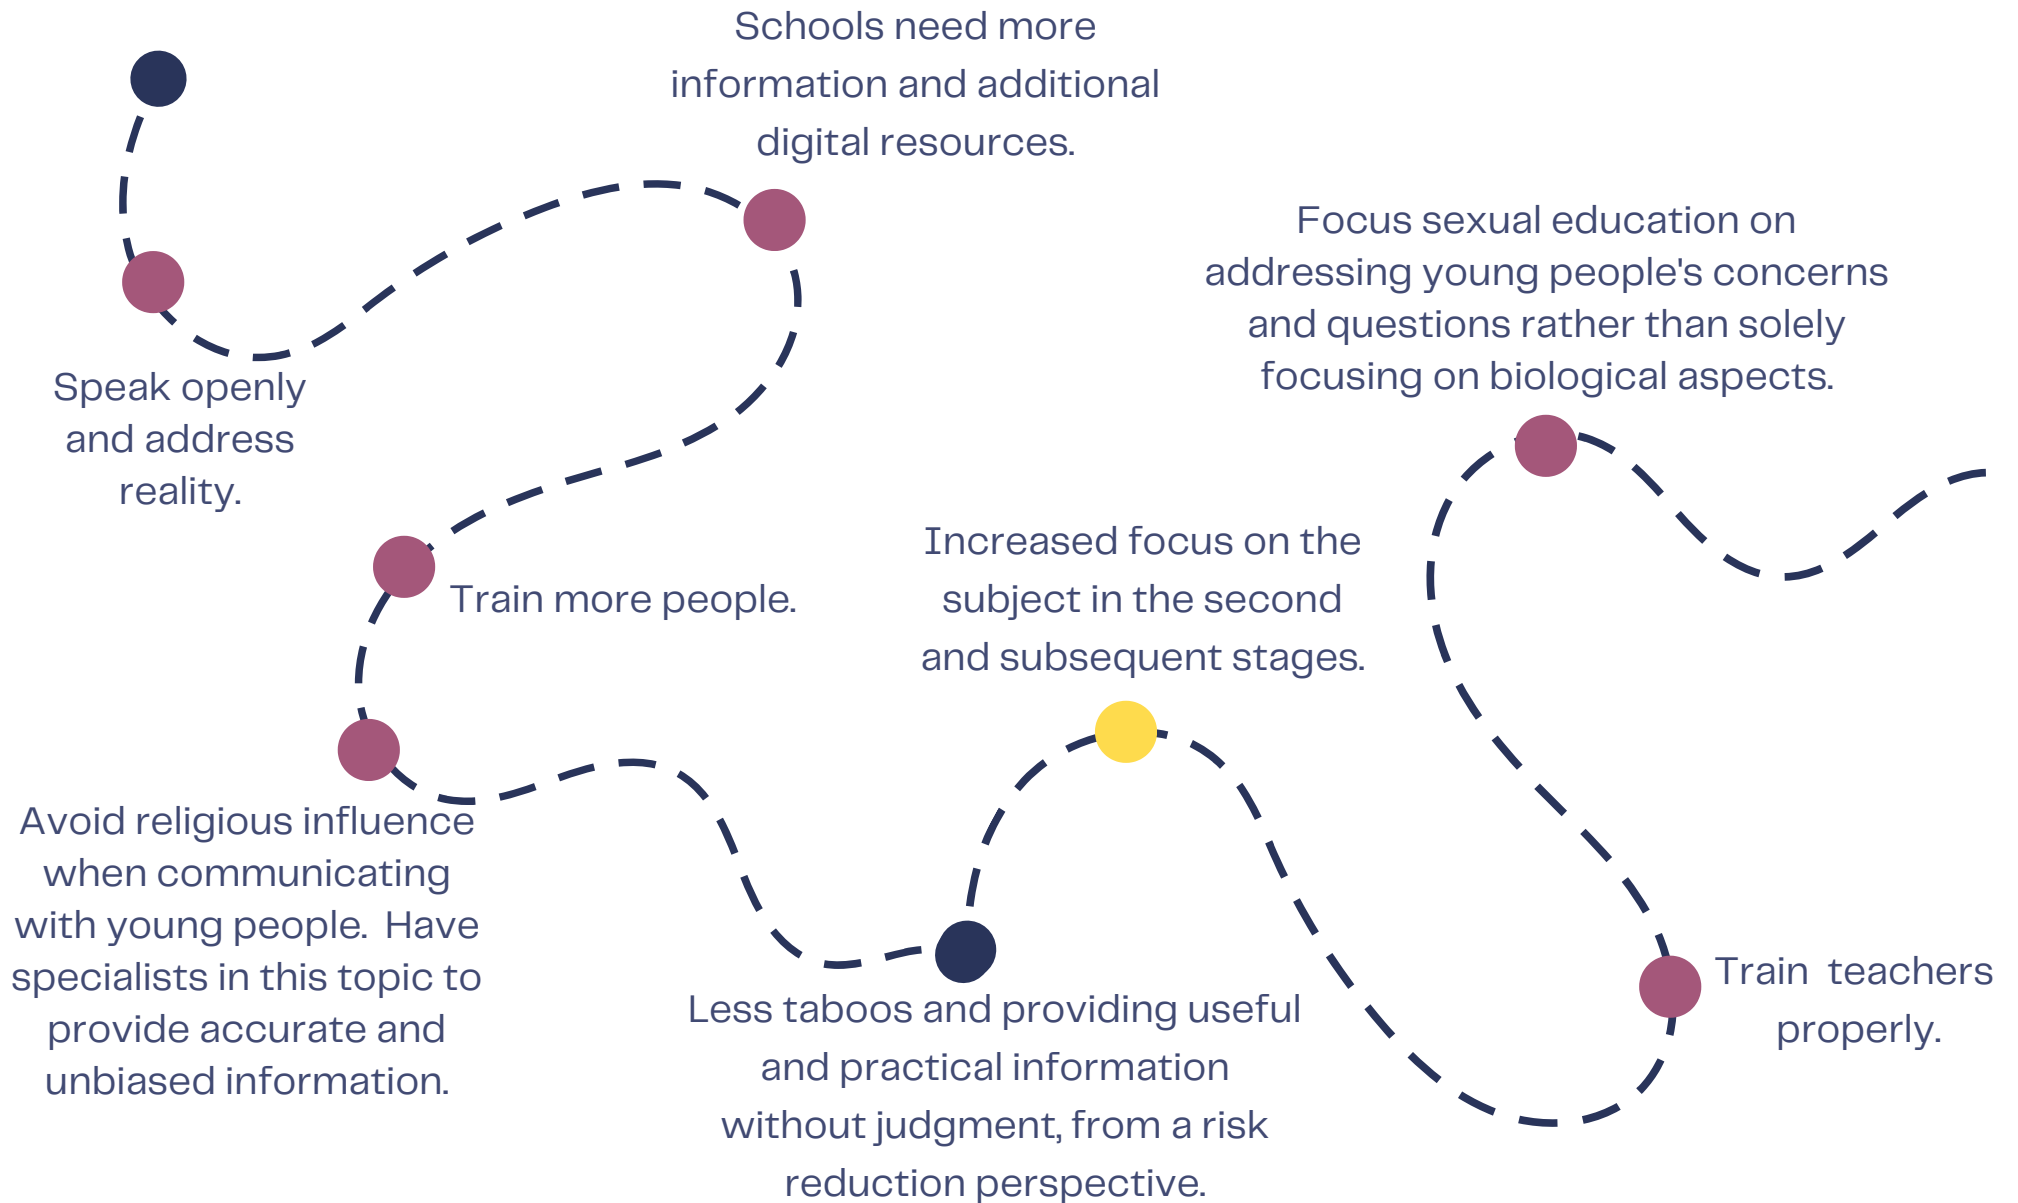 Schools need more
information and additional
digital resources.
Speak openly
and address
reality.
Focus sexual education on
addressing young people's concerns
and questions rather than solely
focusing on biological aspects.
Train more people.
Increased focus on the
subject in the second
and subsequent stages.
Avoid religious influence
when communicating
with young people.  Have
specialists in this topic to
provide accurate and
unbiased information.
Less taboos and providing useful
and practical information
without judgment, from a risk
reduction perspective.
Train  teachers
properly.